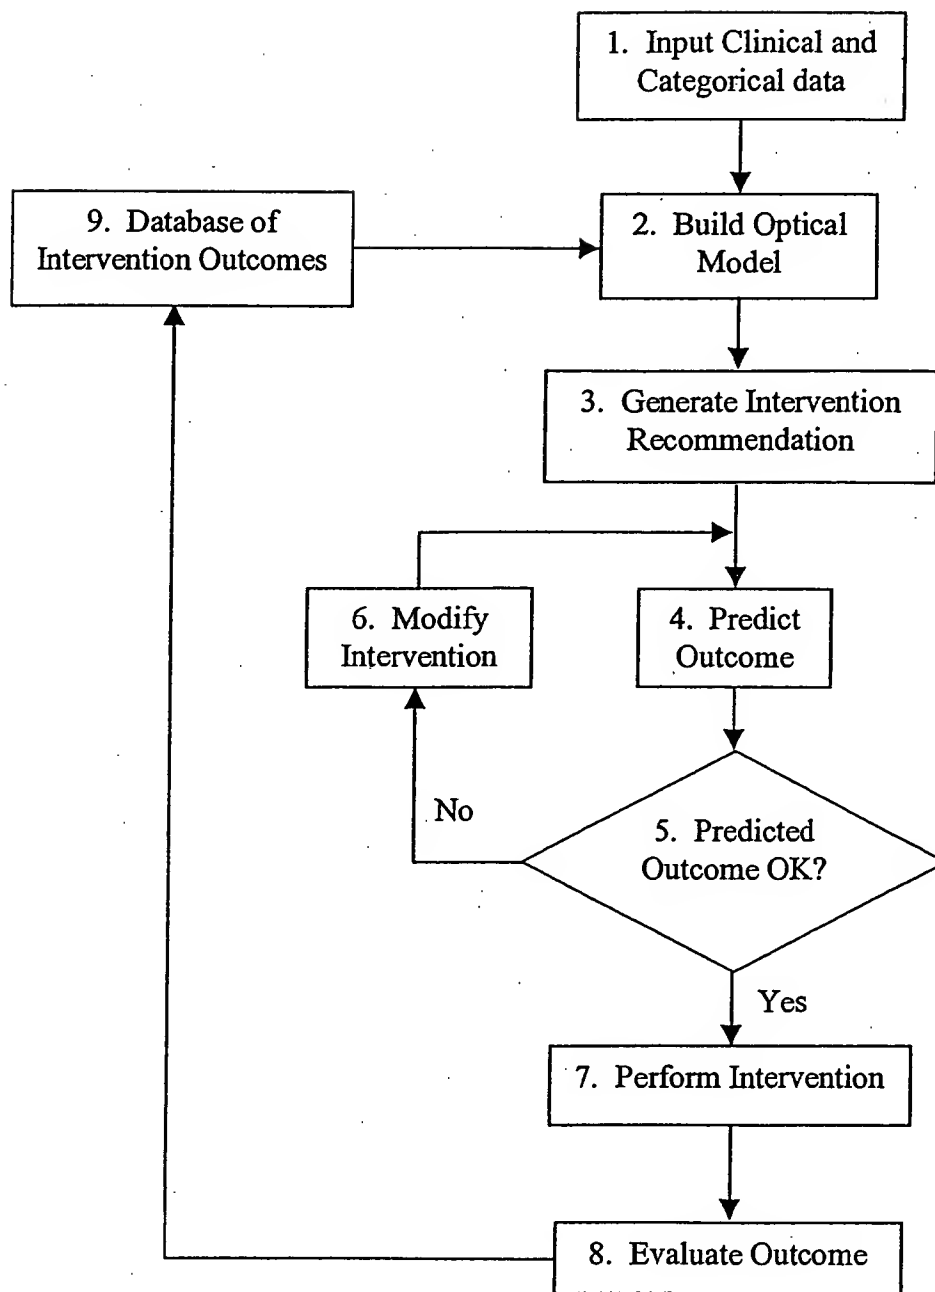 1. Input Clinical and
Categorical data
9. Database of
Intervention Outcomes
2. Build Optical
Model
3. Generate Intervention
Recommendation
6. Modify
Intervention
4. Predict
Outcome
No
5. Predicted
Outcome OK?
Yes
7. Perform Intervention
8. Evaluate Outcome